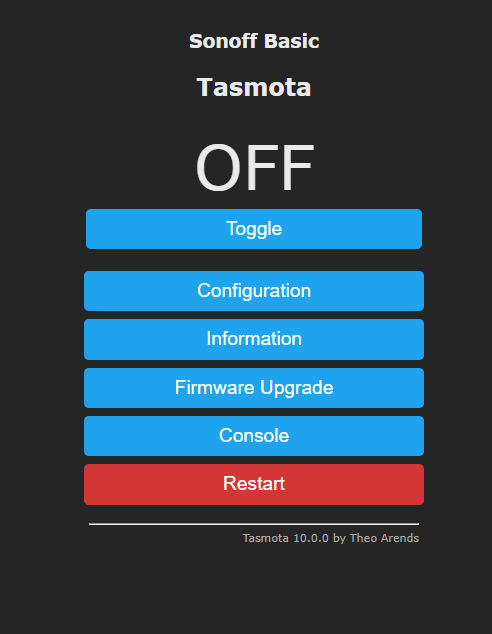 Sonoff Basic
Tasmota
OFF
Toggle
Configuration
Information
Firmware Upgrade
Console
Restart
Tasmota 10.0.0 by Theo Arends